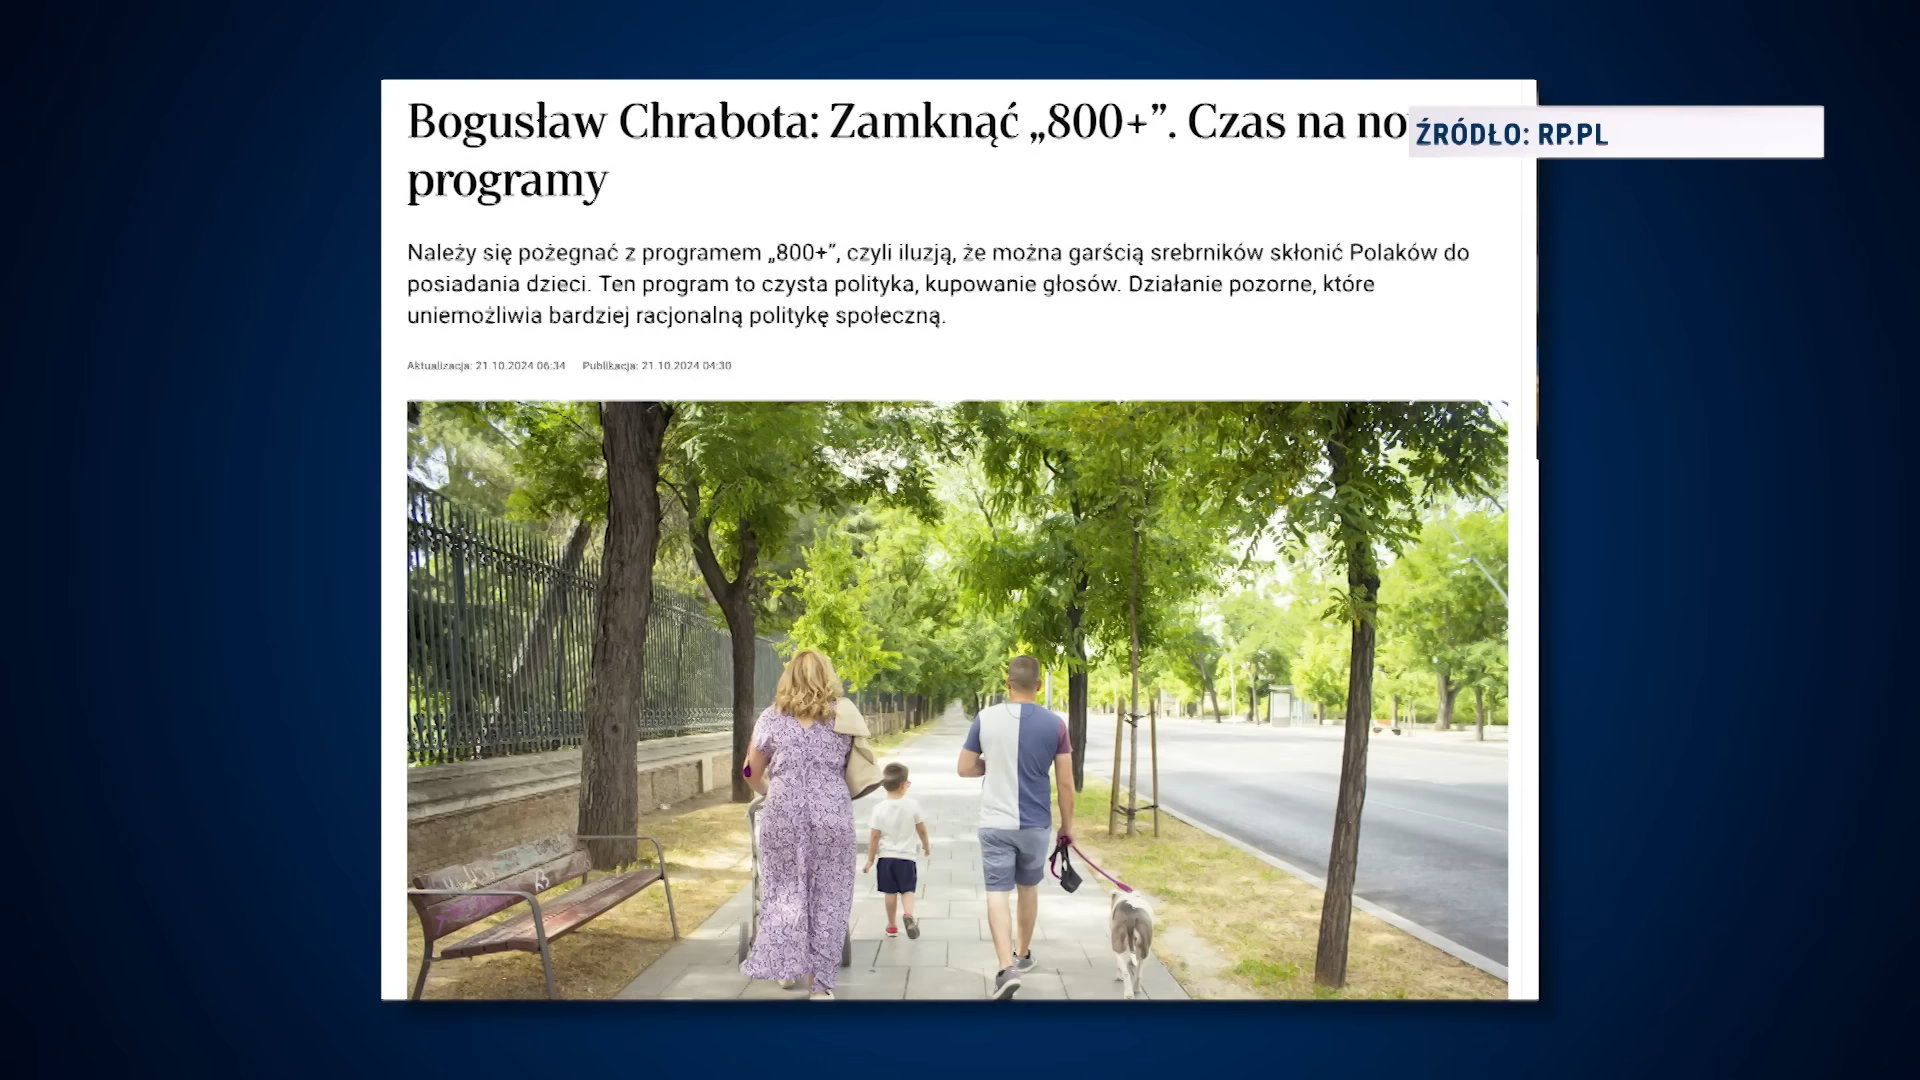 Bogusław Chrabota: Zamknąć „800+”. Czas na
programy
ŹRÓDŁO: RP.PL
Należy się pożegnać z programem „800+”, czyli iluzją, że można garścią srebrników skłonić Polaków do
posiadania dzieci. Ten program to czysta polityka, kupowanie głosów. Działanie pozorne, które
uniemożliwia bardziej racjonalną politykę społeczną.
Aktualizacja: 21.10.2024 06:34 Publikacja: 21.10.2024 04:30